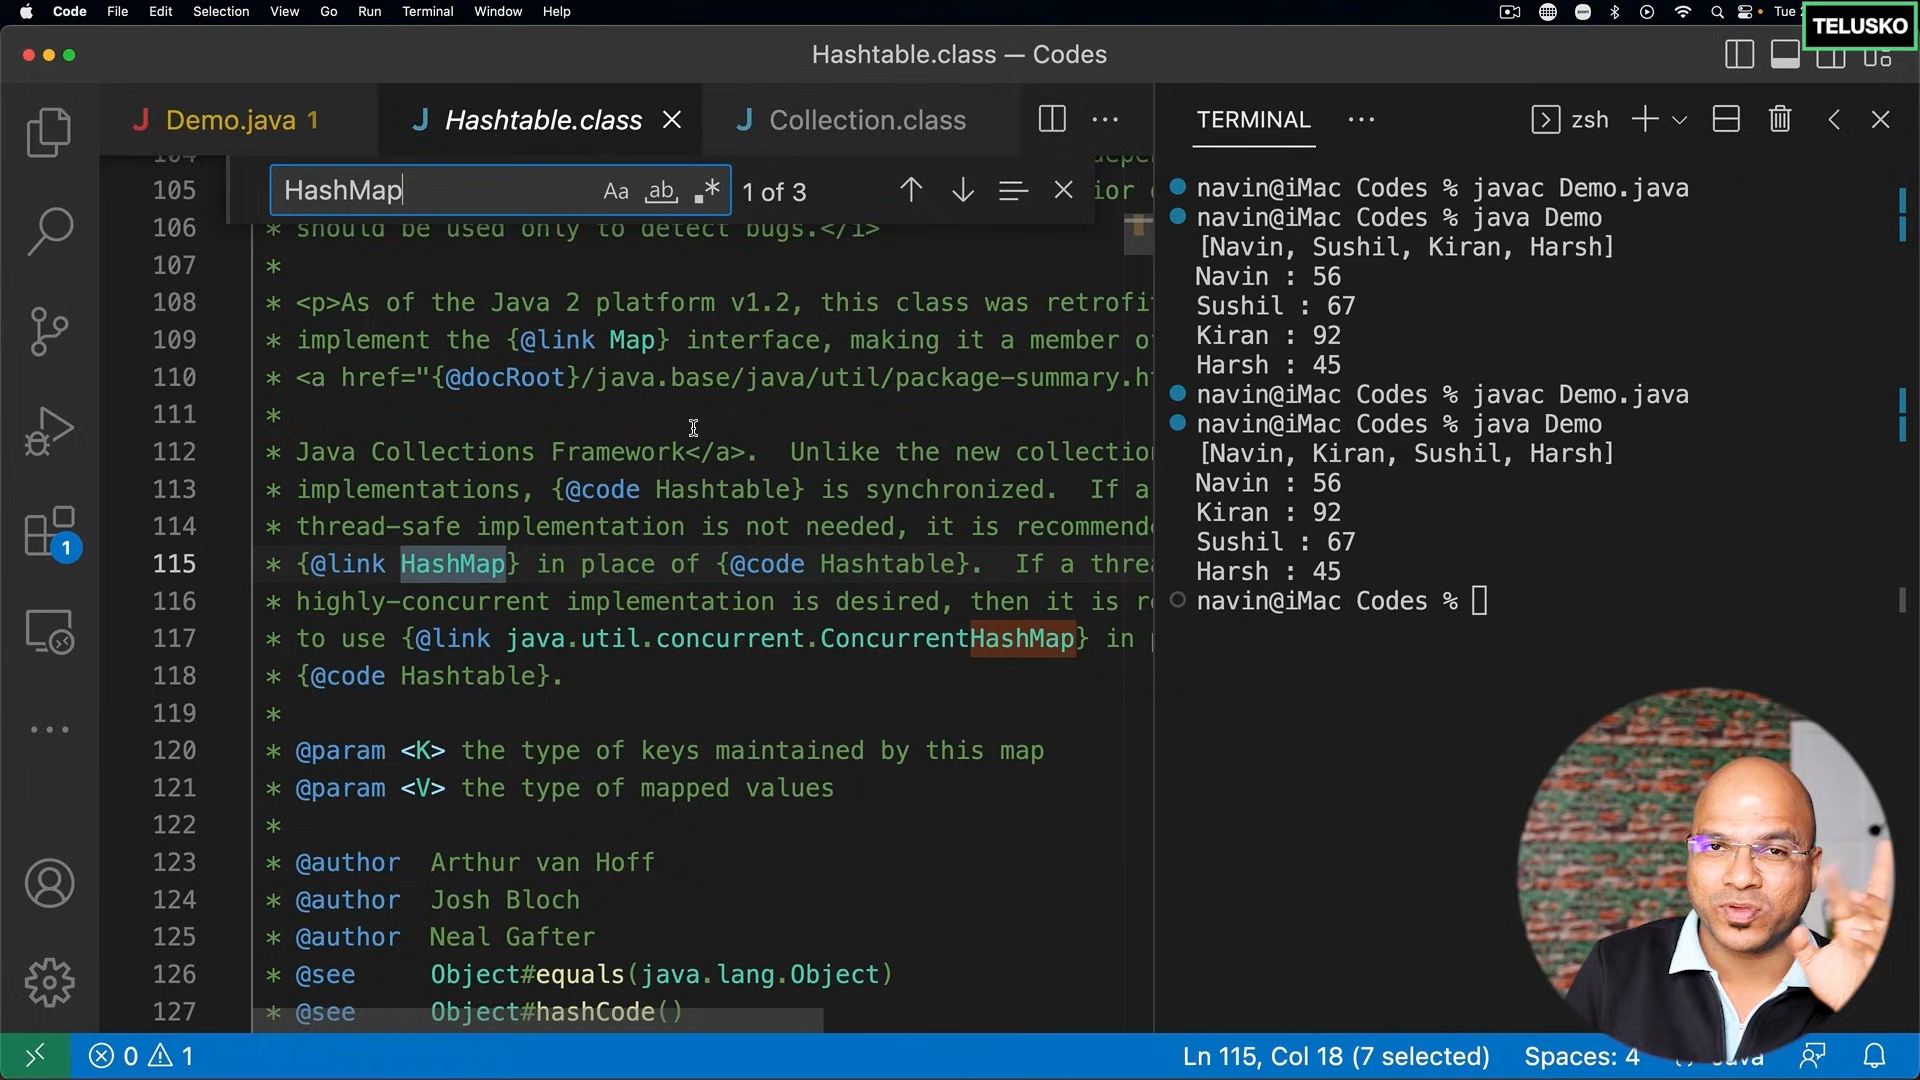 Code File Edit Selection View Go Run Terminal Window Help
zoom
Tue
TELUSKO
Hashtable.class — Codes
J Demo.java 1
J Hashtable.class
J Collection.class
TERMINAL
zsh
HashMap
Aa ab
1 of 3
105
106 * should be used only to detect bugs.</i>
107 *
108 * <p>As of the Java 2 platform v1.2, this class was retrofi
109 * implement the {@link Map} interface, making it a member o
110 * <a href="{@docRoot}/java.base/java/util/package-summary.h
111 *
112 * Java Collections Framework</a>.  Unlike the new collectio
113 * implementations, {@code Hashtable} is synchronized.  If a
114 * thread-safe implementation is not needed, it is recommend
115 * {@link HashMap} in place of {@code Hashtable}.  If a threa
116 * highly-concurrent implementation is desired, then it is r
117 * to use {@link java.util.concurrent.ConcurrentHashMap} in
118 * {@code Hashtable}.
119 *
120 * @param <K> the type of keys maintained by this map
121 * @param <V> the type of mapped values
122 *
123 * @author  Arthur van Hoff
124 * @author  Josh Bloch
125 * @author  Neal Gafter
126 * @see     Object#equals(java.lang.Object)
127 * @see     Object#hashCode()
navin@iMac Codes % javac Demo.java
navin@iMac Codes % java Demo
[Navin, Sushil, Kiran, Harsh]
Navin : 56
Sushil : 67
Kiran : 92
Harsh : 45
navin@iMac Codes % javac Demo.java
navin@iMac Codes % java Demo
[Navin, Kiran, Sushil, Harsh]
Navin : 56
Kiran : 92
Sushil : 67
Harsh : 45
navin@iMac Codes %
1
0 1
Ln 115, Col 18 (7 selected)
Spaces: 4